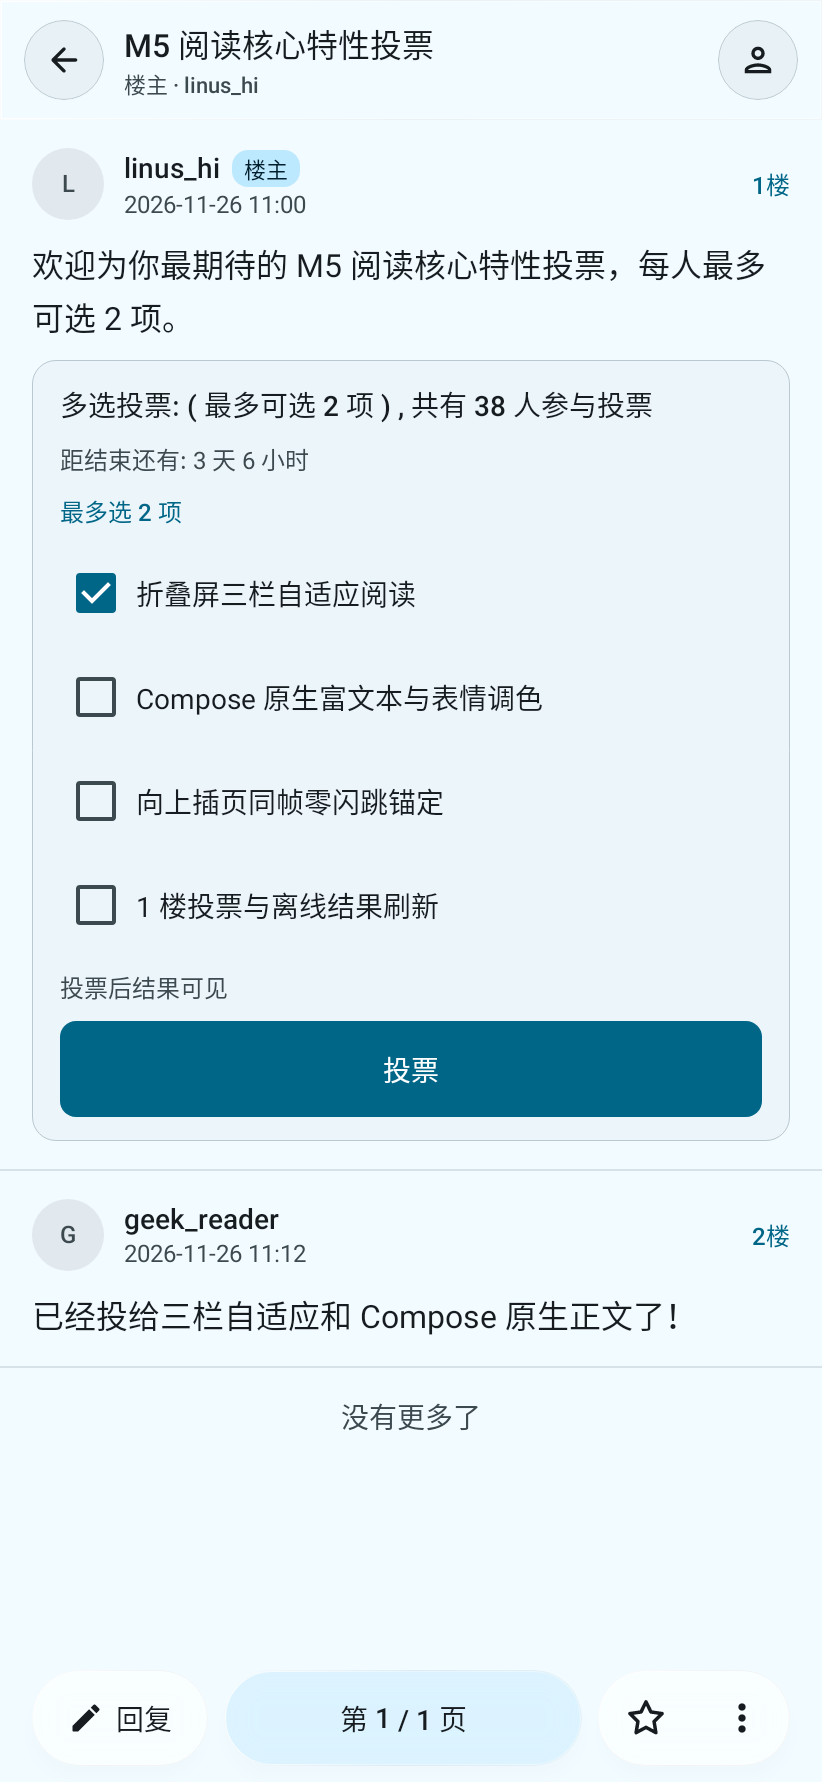 M5 阅读核心特性投票
楼主 · linus_hi
L
linus_hi 楼主
2026-11-26 11:00
1楼
欢迎为你最期待的 M5 阅读核心特性投票，每人最多
可选 2 项。
多选投票: ( 最多可选 2 项 ) , 共有 38 人参与投票
距结束还有: 3 天 6 小时
最多选 2 项
折叠屏三栏自适应阅读
Compose 原生富文本与表情调色
向上插页同帧零闪跳锚定
1 楼投票与离线结果刷新
投票后结果可见
投票
G
geek_reader
2026-11-26 11:12
2楼
已经投给三栏自适应和 Compose 原生正文了！
没有更多了
回复
第 1 / 1 页